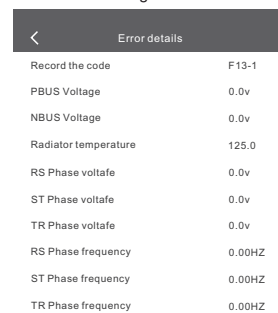 Error details
Record the code F13-1
PBUS Voltage 0.0v
NBUS Voltage 0.0v
Radiator temperature 125.0
RS Phase voltafe 0.0v
ST Phase voltafe 0.0v
TR Phase voltafe 0.0v
RS Phase frequency 0.00HZ
ST Phase frequency 0.00HZ
TR Phase frequency 0.00HZ